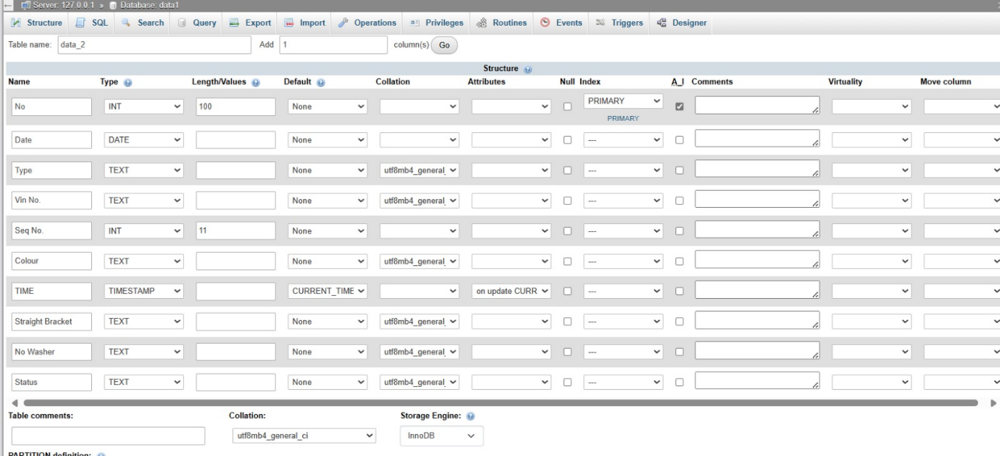 Server: 127.0.0.1 » Database: data1
Structure SQL Search Query Export Import Operations Privileges Routines Events Triggers Designer
Table name: data_2 Add 1 column(s) Go
Structure
Name Type Length/Values Default Collation Attributes Null Index A_I Comments Virtuality Move column
No INT 100 None PRIMARY
PRIMARY
Date DATE None ---
Type TEXT None utf8mb4_general_ ---
Vin No. TEXT None utf8mb4_general_ ---
Seq No. INT 11 None ---
Colour TEXT None utf8mb4_general_ ---
TIME TIMESTAMP CURRENT_TIME on update CURR ---
Straight Bracket TEXT None utf8mb4_general_ ---
No Washer TEXT None utf8mb4_general_ ---
Status TEXT None utf8mb4_general_ ---
Table comments: Collation: Storage Engine:
utf8mb4_general_ci InnoDB
PARTITION definition: